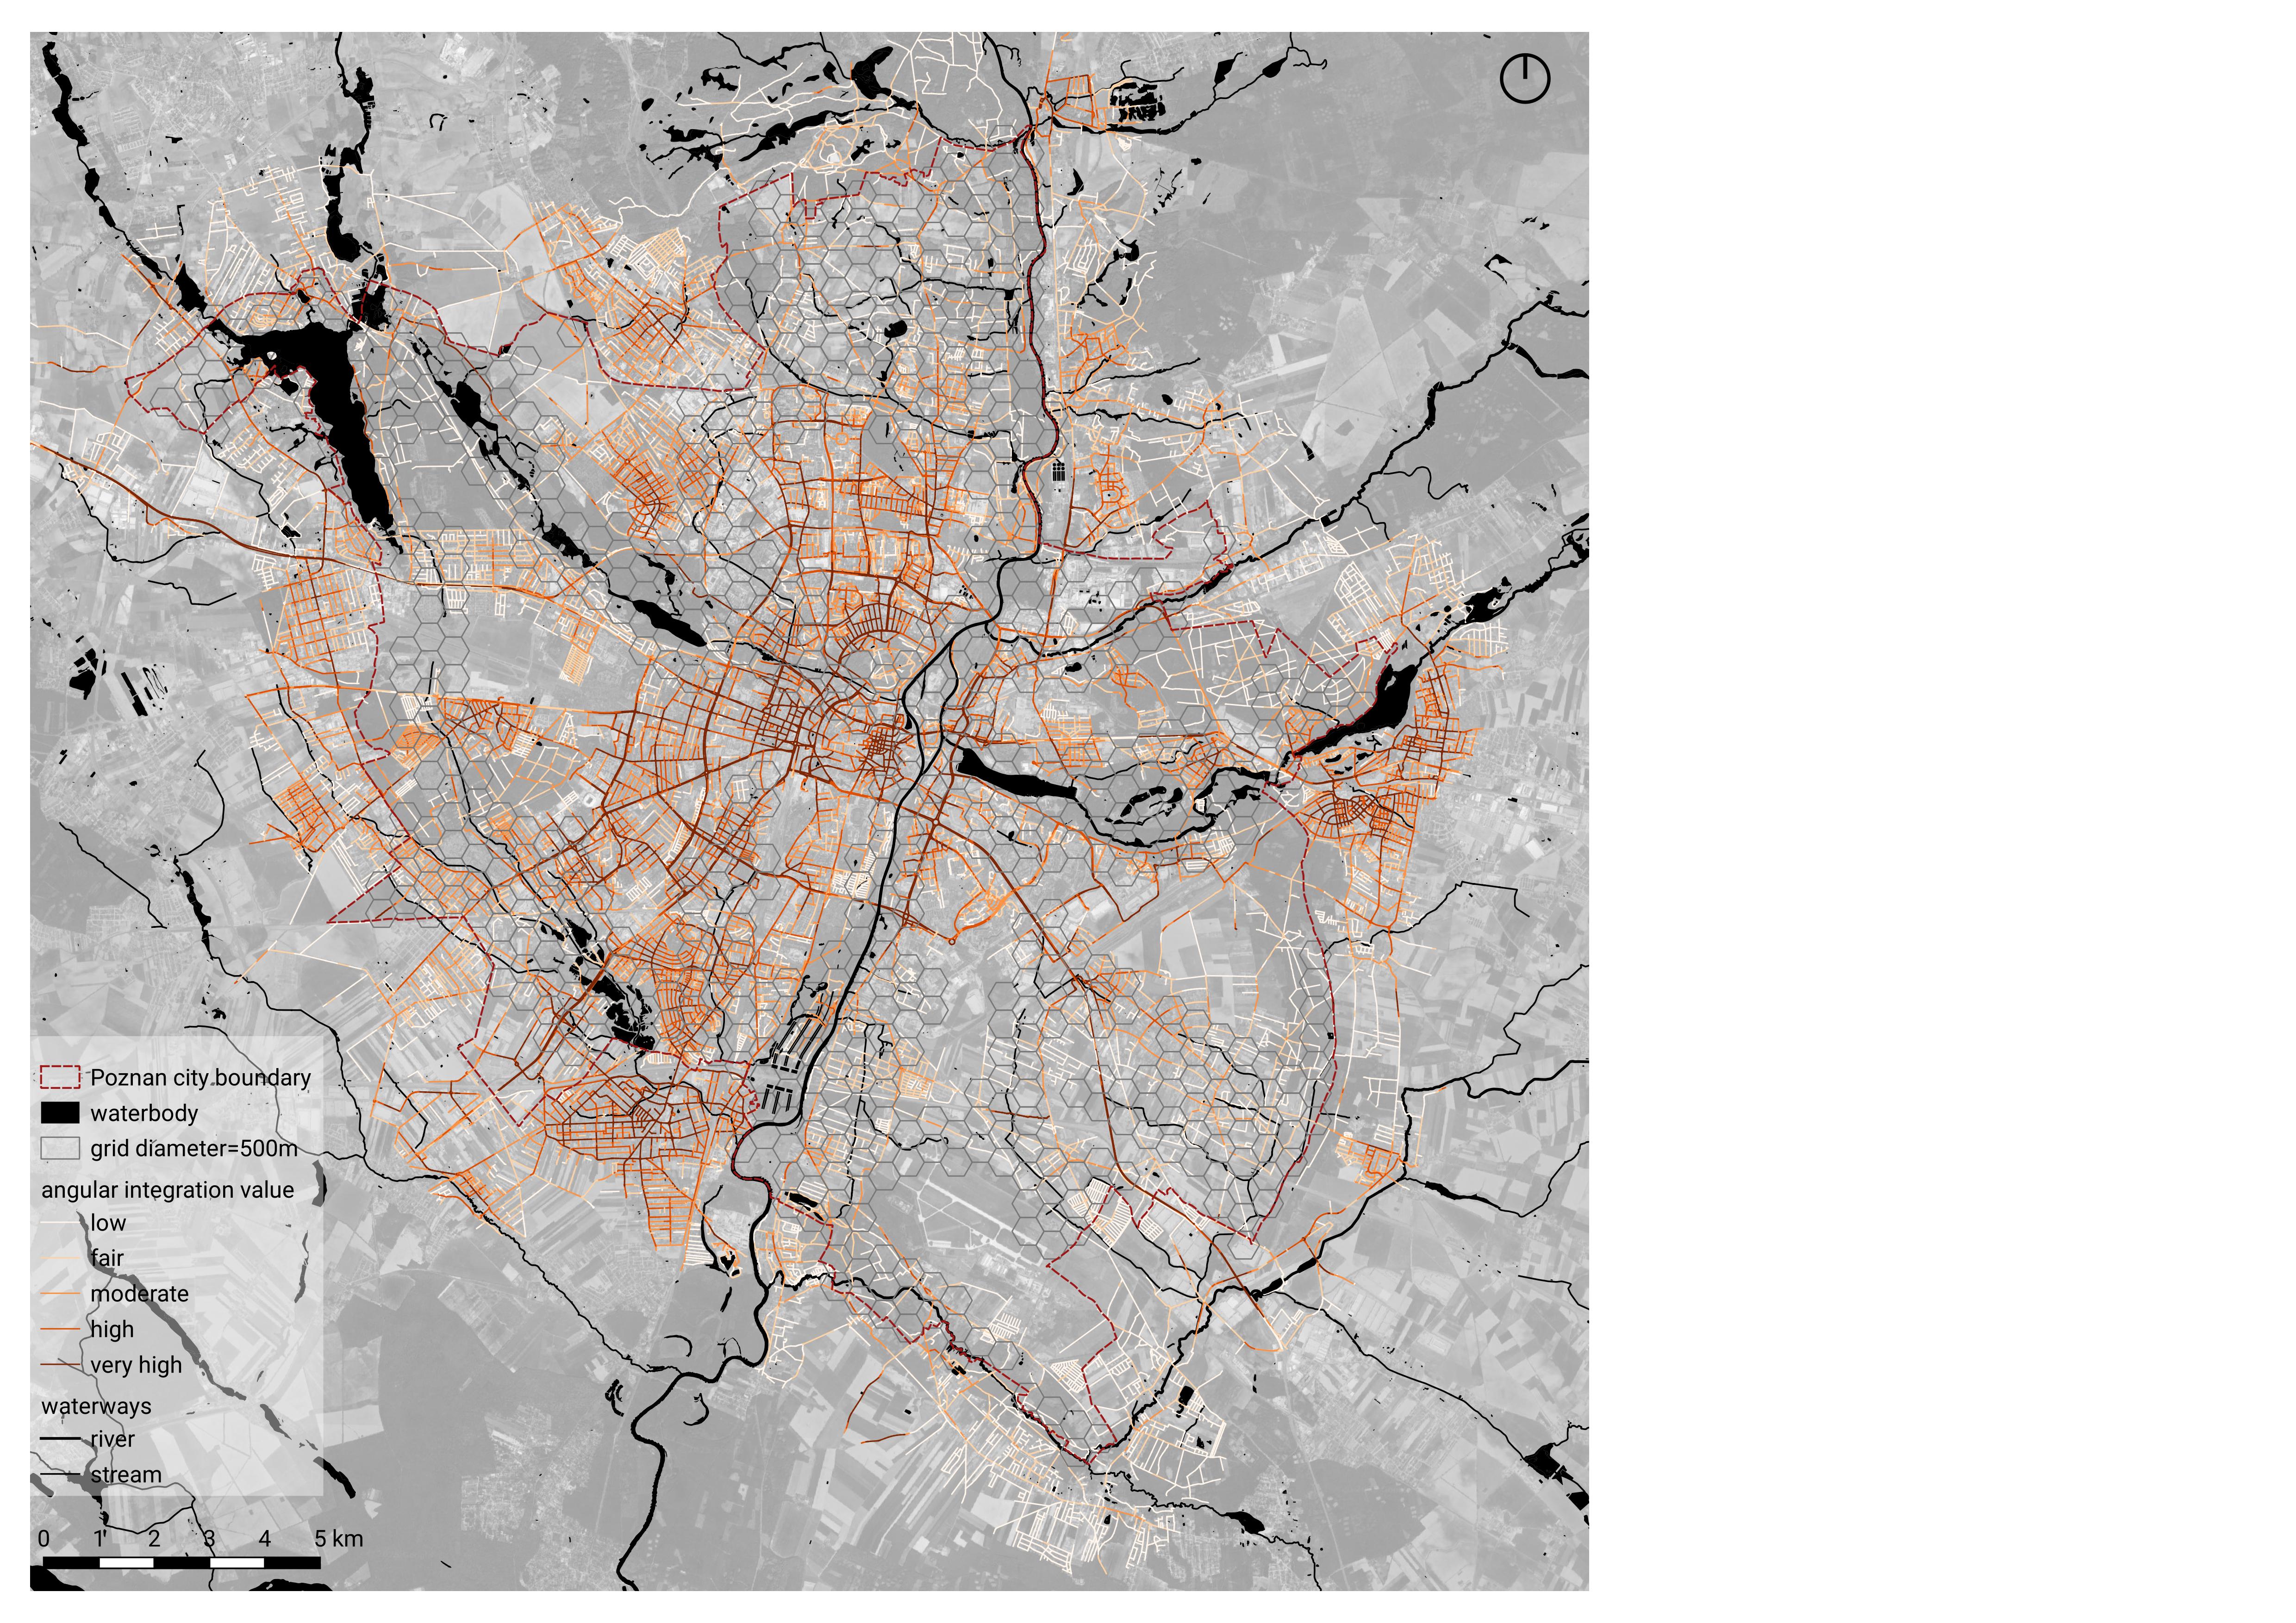 Poznan city boundary
waterbody
grid diameter=500m
angular integration value
low
fair
moderate
high
very high
waterways
river
stream
0 1 2 3 4 5 km